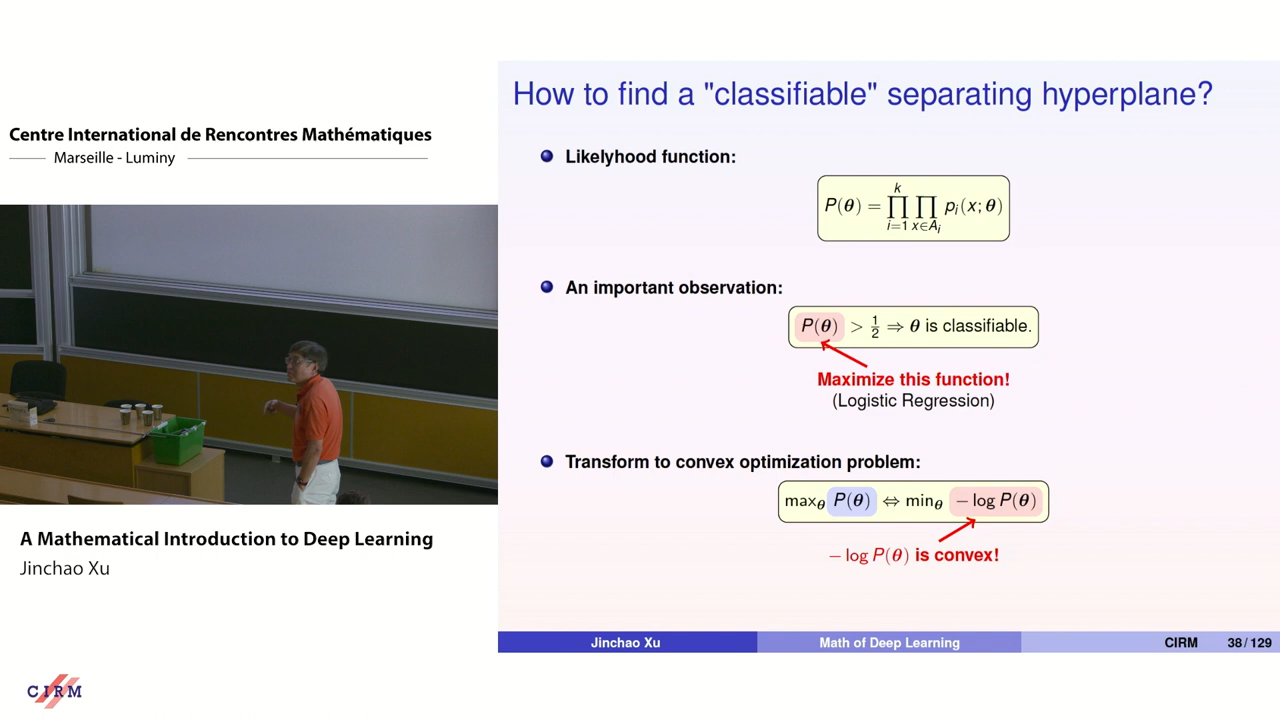 Centre International de Rencontres Mathématiques
Marseille - Luminy
A Mathematical Introduction to Deep Learning
Jinchao Xu
CIRM
How to find a "classifiable" separating hyperplane?
Likelyhood function:
P(θ) = ∏_{i=1}^{k} ∏_{x∈A_i} p_i(x; θ)
An important observation:
P(θ) > 1/2 ⇒ θ is classifiable.
Maximize this function!
(Logistic Regression)
Transform to convex optimization problem:
max_θ P(θ) ⇔ min_θ − log P(θ)
− log P(θ) is convex!
Jinchao Xu Math of Deep Learning CIRM 38 / 129